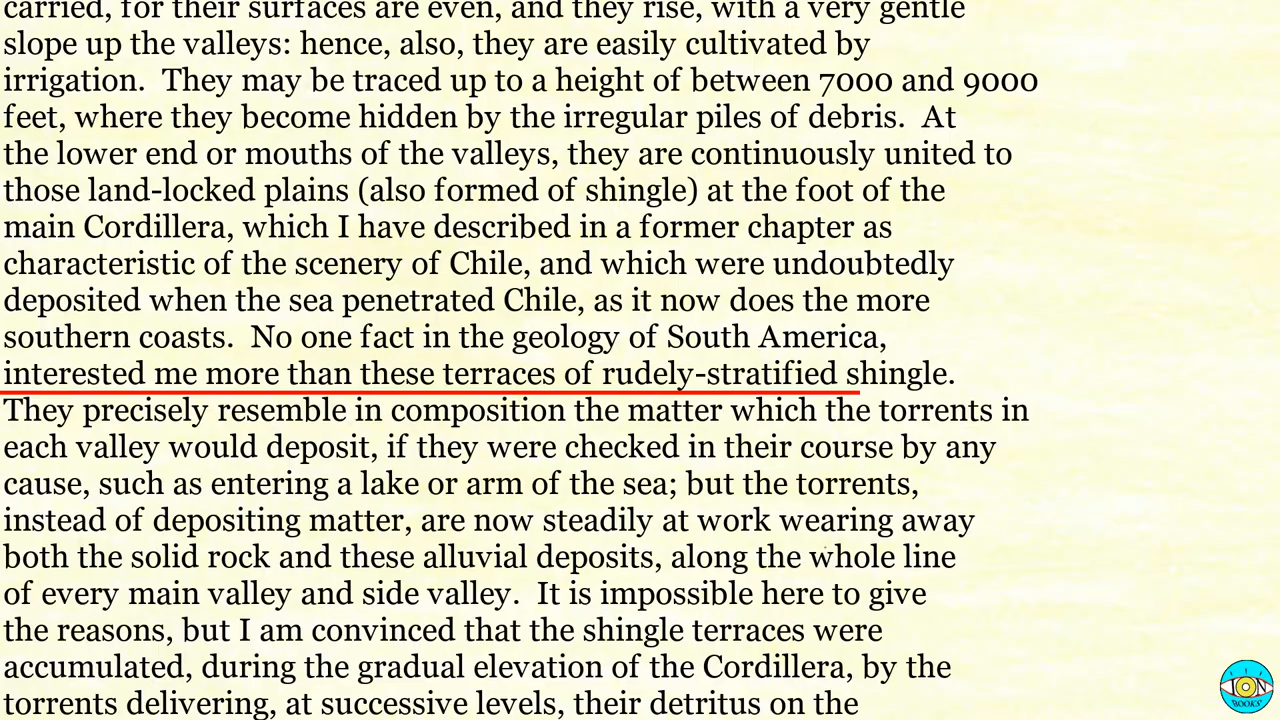 carried, for their surfaces are even, and they rise, with a very gentle
slope up the valleys: hence, also, they are easily cultivated by
irrigation.  They may be traced up to a height of between 7000 and 9000
feet, where they become hidden by the irregular piles of debris.  At
the lower end or mouths of the valleys, they are continuously united to
those land-locked plains (also formed of shingle) at the foot of the
main Cordillera, which I have described in a former chapter as
characteristic of the scenery of Chile, and which were undoubtedly
deposited when the sea penetrated Chile, as it now does the more
southern coasts.  No one fact in the geology of South America,
interested me more than these terraces of rudely-stratified shingle.
They precisely resemble in composition the matter which the torrents in
each valley would deposit, if they were checked in their course by any
cause, such as entering a lake or arm of the sea; but the torrents,
instead of depositing matter, are now steadily at work wearing away
both the solid rock and these alluvial deposits, along the whole line
of every main valley and side valley.  It is impossible here to give
the reasons, but I am convinced that the shingle terraces were
accumulated, during the gradual elevation of the Cordillera, by the
torrents delivering, at successive levels, their detritus on the
ION
BOOKS